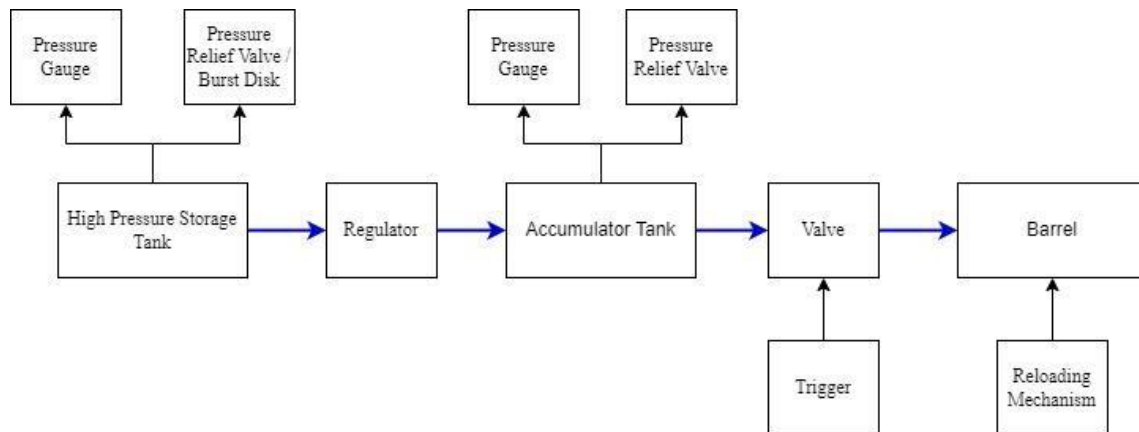 Pressure
Gauge
Pressure
Relief Valve /
Burst Disk
Pressure
Gauge
Pressure
Relief Valve
High Pressure Storage
Tank
Regulator
Accumulator Tank
Valve
Barrel
Trigger
Reloading
Mechanism